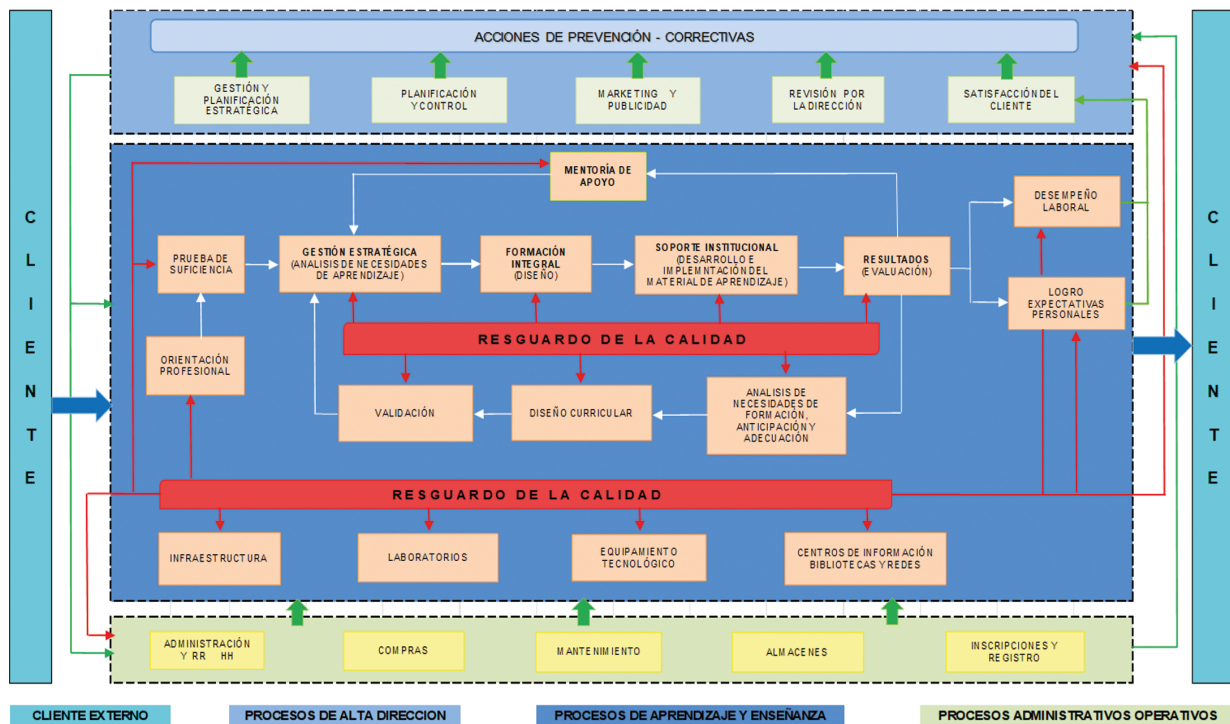 C L I E N T E
ACCIONES DE PREVENCIÓN - CORRECTIVAS
GESTIÓN Y
PLANIFICACIÓN
ESTRATÉGICA
PLANIFICACIÓN
Y CONTROL
MARKETING Y
PUBLICIDAD
REVISIÓN POR
LA DIRECCIÓN
SATISFACCIÓN DEL
CLIENTE
MENTORÍA DE
APOYO
PRUEBA DE
SUFICIENCIA
GESTIÓN ESTRATÉGICA
(ANALISIS DE NECESIDADES
DE APRENDIZAJE)
FORMACIÓN
INTEGRAL
(DISEÑO)
SOPORTE INSTITUCIONAL
(DESARROLLO E
IMPLEMNTACIÓN DEL
MATERIAL DE APRENDIZAJE)
RESULTADOS
(EVALUACIÓN)
DESEMPEÑO
LABORAL
LOGRO
EXPECTATIVAS
PERSONALES
RESGUARDO DE LA CALIDAD
ORIENTACIÓN
PROFESIONAL
VALIDACIÓN
DISEÑO CURRICULAR
ANALISIS DE
NECESIDADES DE
FORMACIÓN,
ANTICIPACIÓN Y
ADECUACIÓN
RESGUARDO DE LA CALIDAD
INFRAESTRUCTURA
LABORATORIOS
EQUIPAMIENTO
TECNOLÓGICO
CENTROS DE INFORMACIÓN
BIBLIOTECAS Y REDES
ADMINISTRACIÓN
Y RR HH
COMPRAS
MANTENIMIENTO
ALMACENES
INSCRIPCIONES Y
REGISTRO
C L I E N T E
CLIENTE EXTERNO
PROCESOS DE ALTA DIRECCION
PROCESOS DE APRENDIZAJE Y ENSEÑANZA
PROCESOS ADMINISTRATIVOS OPERATIVOS